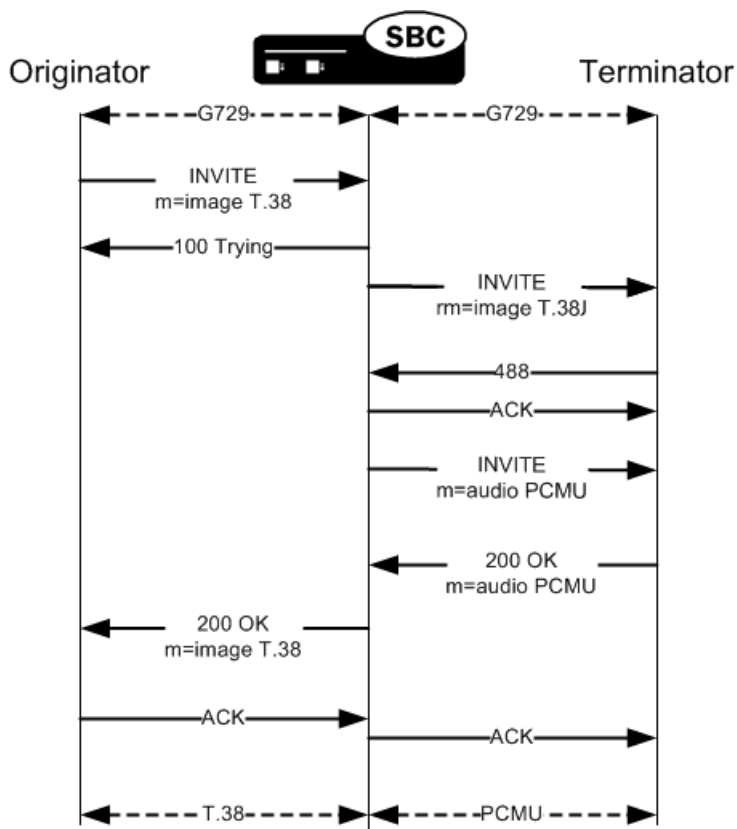 SBC
Originator
Terminator
G729
G729
INVITE
m=image T.38
100 Trying
INVITE
rm=image T.38J
488
ACK
INVITE
m=audio PCMU
200 OK
m=audio PCMU
200 OK
m=image T.38
ACK
ACK
T.38
PCMU